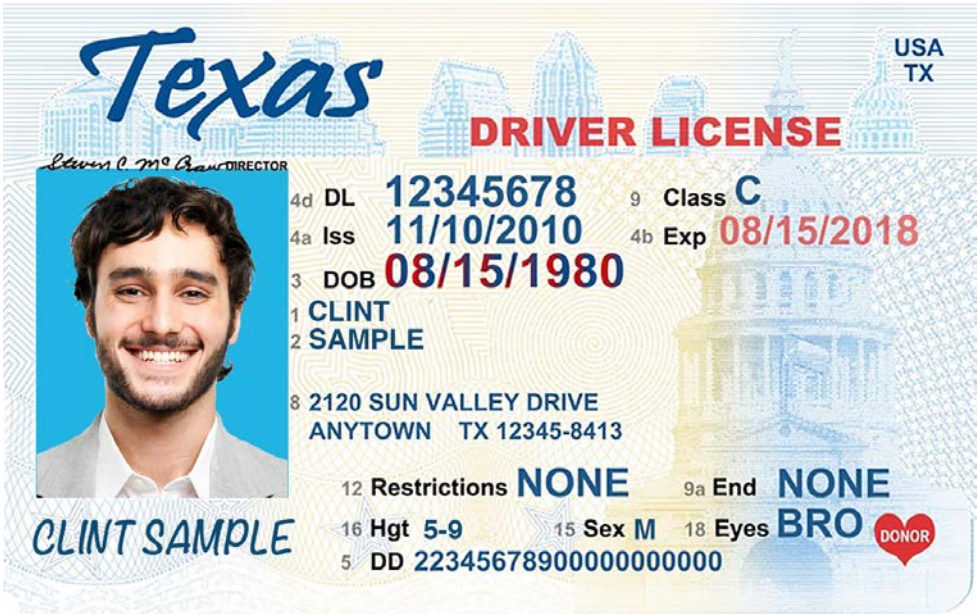 Texas
USA
TX
DRIVER LICENSE
Steven C. McCraw DIRECTOR
4d DL 12345678 9 Class C
4a Iss 11/10/2010 4b Exp 08/15/2018
3 DOB 08/15/1980
1 CLINT
2 SAMPLE
8 2120 SUN VALLEY DRIVE
ANYTOWN TX 12345-8413
12 Restrictions NONE 9a End NONE
16 Hgt 5-9 15 Sex M 18 Eyes BRO DONOR
5 DD 22345678900000000000
CLINT SAMPLE